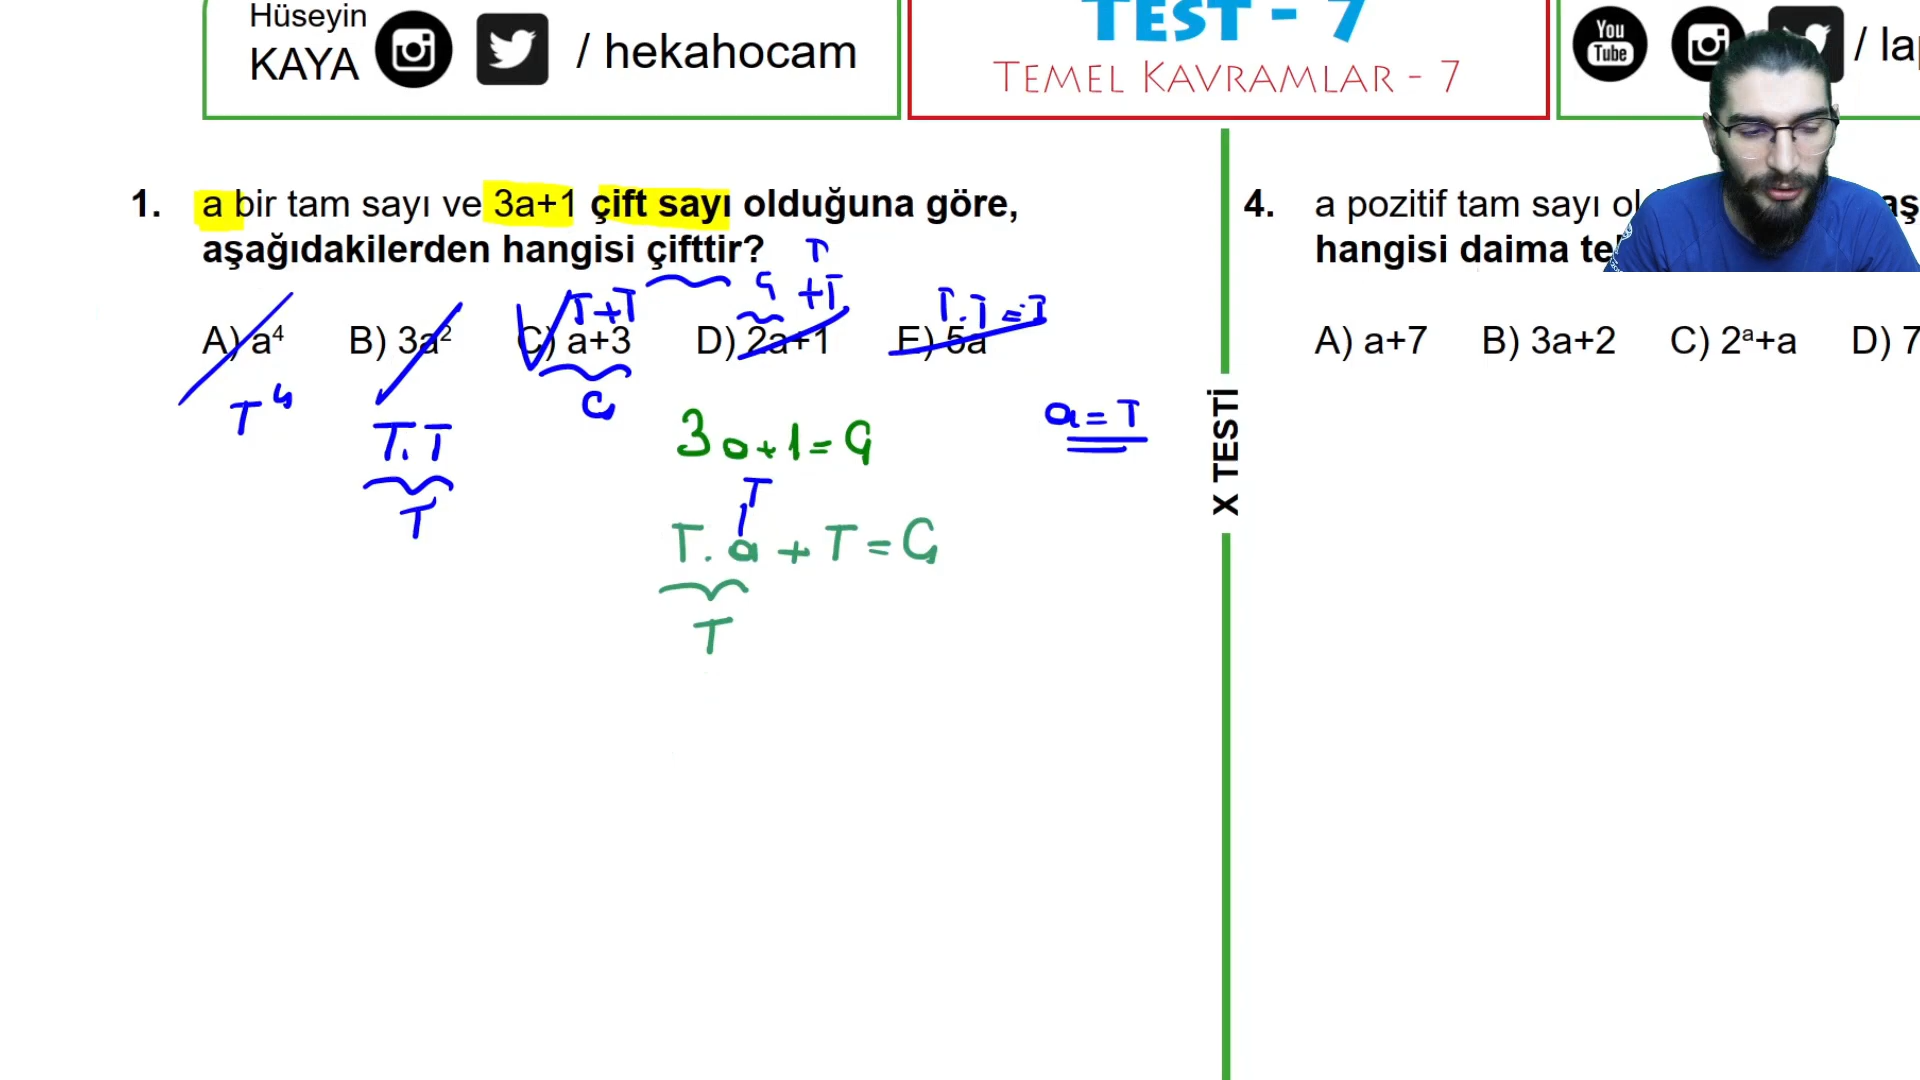 Hüseyin
KAYA
/ hekahocam
TEST - 7
TEMEL KAVRAMLAR - 7
You
Tube
/ la
1. a bir tam sayı ve 3a+1 çift sayı olduğuna göre,
aşağıdakilerden hangisi çifttir?
T
Ç +T
T+T
T.T=T
A) a⁴ B) 3a² C) a+3 D) 2a+1 E) 5a
T⁴
T.T
T
Ç
3a+1=Ç
T
T.a+T=Ç
T
a=T
X TESTİ
4. a pozitif tam sayı
hangisi daima
A) a+7 B) 3a+2 C) 2ᵃ+a D) 7